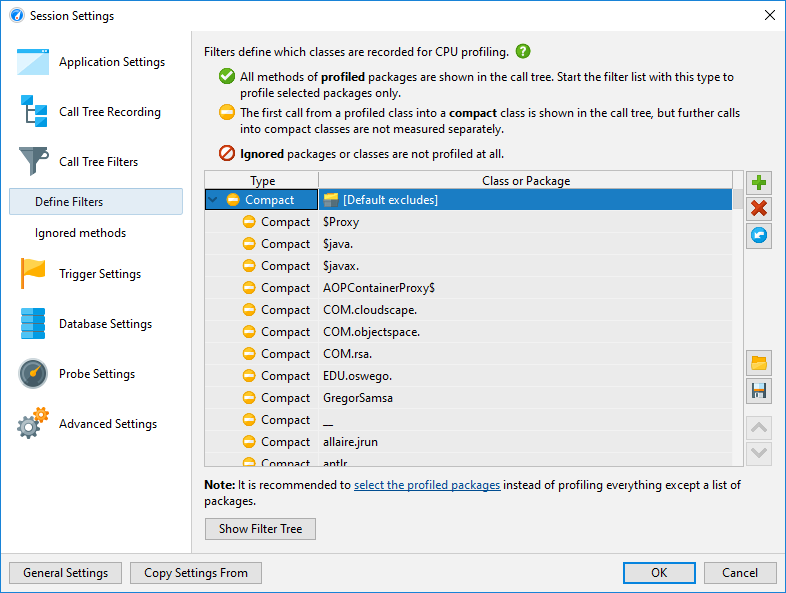 Session Settings
Application Settings
Call Tree Recording
Call Tree Filters
Define Filters
Ignored methods
Trigger Settings
Database Settings
Probe Settings
Advanced Settings
Filters define which classes are recorded for CPU profiling. ?
All methods of profiled packages are shown in the call tree. Start the filter list with this type to
profile selected packages only.
The first call from a profiled class into a compact class is shown in the call tree, but further calls
into compact classes are not measured separately.
Ignored packages or classes are not profiled at all.
Type Class or Package
Compact [Default excludes]
Compact $Proxy
Compact $java.
Compact $javax.
Compact AOPContainerProxy$
Compact COM.cloudscape.
Compact COM.objectspace.
Compact COM.rsa.
Compact EDU.oswego.
Compact GregorSamsa
Compact __
Compact allaire.jrun
Compact antlr
Note: It is recommended to select the profiled packages instead of profiling everything except a list of
packages.
Show Filter Tree
General Settings Copy Settings From OK Cancel